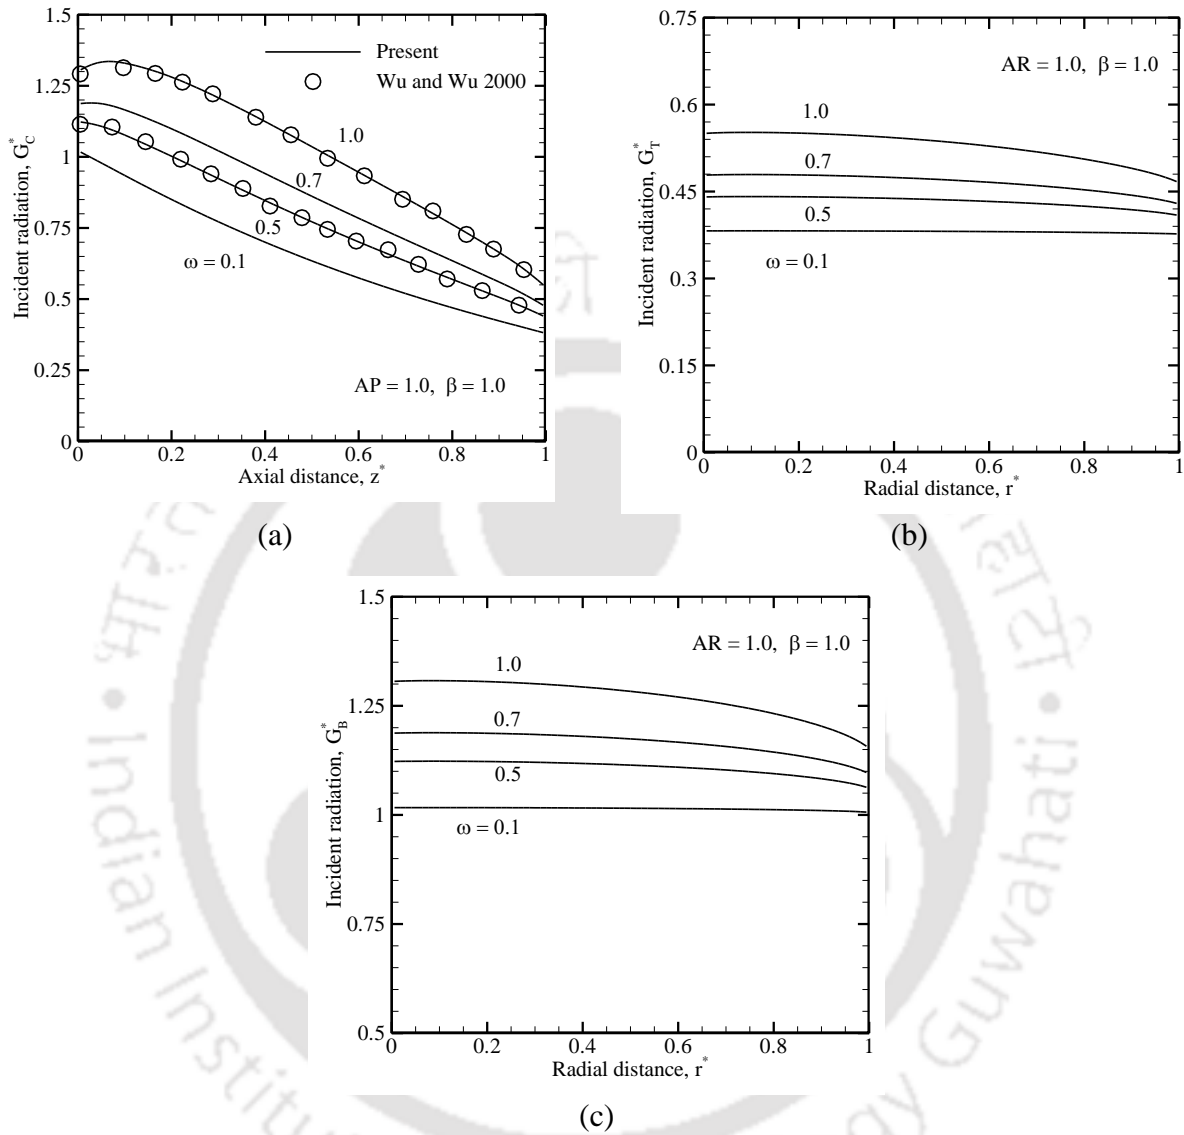 1.5
1.25
1
0.75
0.5
0.25
0
Incident radiation, G*C
Present
Wu and Wu 2000
1.0
0.7
0.5
ω = 0.1
AP = 1.0, β = 1.0
0 0.2 0.4 0.6 0.8 1
Axial distance, z*
(a)
0.75
0.6
0.45
0.3
0.15
0
Incident radiation, G*T
AR = 1.0, β = 1.0
1.0
0.7
0.5
ω = 0.1
0 0.2 0.4 0.6 0.8 1
Radial distance, r*
(b)
1.5
1.25
1
0.75
0.5
Incident radiation, G*B
AR = 1.0, β = 1.0
1.0
0.7
0.5
ω = 0.1
0 0.2 0.4 0.6 0.8 1
Radial distance, r*
(c)
Indian Institu
gy Guwahati